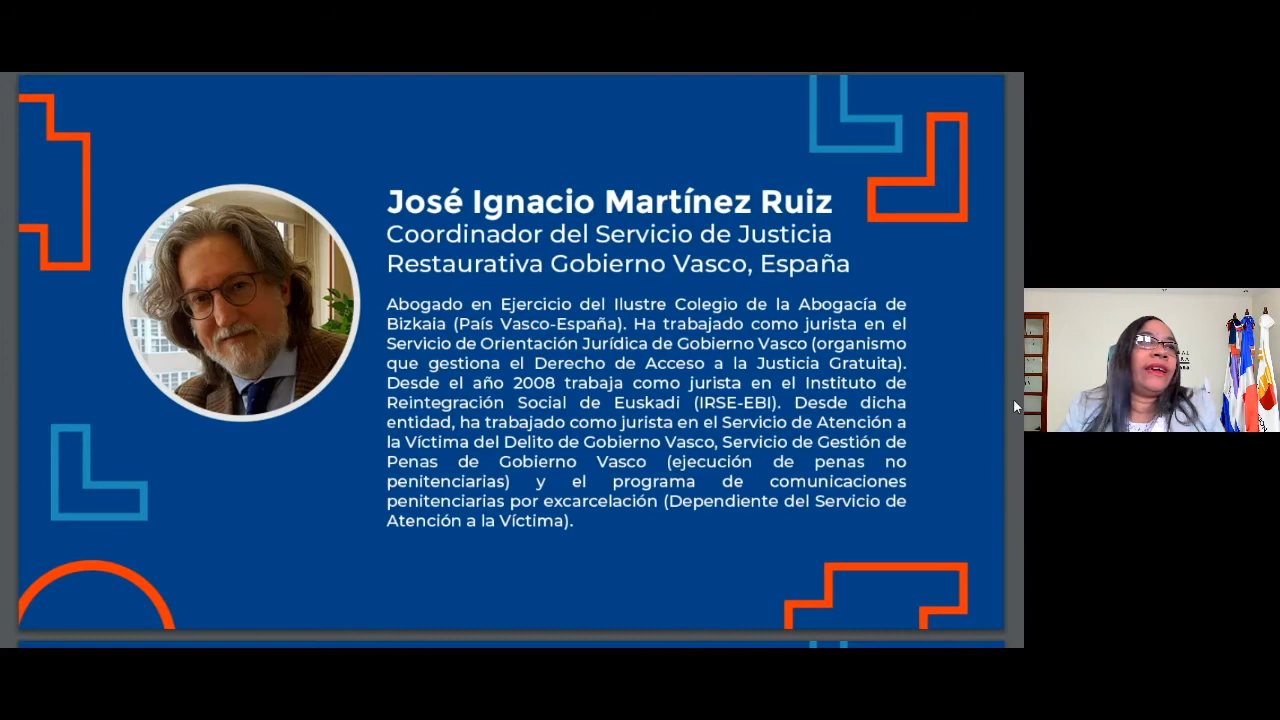 José Ignacio Martínez Ruiz
Coordinador del Servicio de Justicia
Restaurativa Gobierno Vasco, España
Abogado en Ejercicio del Ilustre Colegio de la Abogacía de
Bizkaia (País Vasco-España). Ha trabajado como jurista en el
Servicio de Orientación Jurídica de Gobierno Vasco (organismo
que gestiona el Derecho de Acceso a la Justicia Gratuita).
Desde el año 2008 trabaja como jurista en el Instituto de
Reintegración Social de Euskadi (IRSE-EBI). Desde dicha
entidad, ha trabajado como jurista en el Servicio de Atención a
la Víctima del Delito de Gobierno Vasco, Servicio de Gestión de
Penas de Gobierno Vasco (ejecución de penas no
penitenciarias) y el programa de comunicaciones
penitenciarias por excarcelación (Dependiente del Servicio de
Atención a la Víctima).